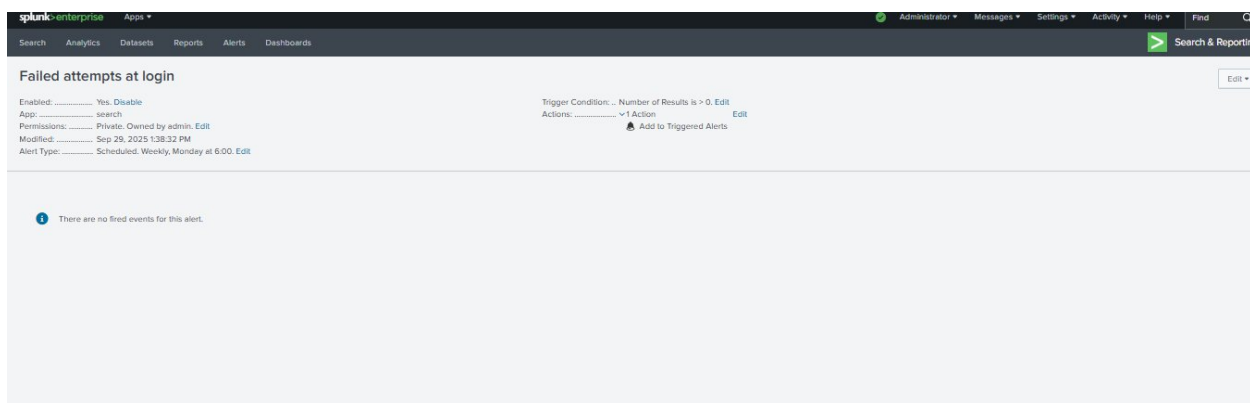 splunk>enterprise Apps Administrator Messages Settings Activity Help Find
Search Analytics Datasets Reports Alerts Dashboards Search & Reportin
Failed attempts at login
Edit
Enabled: .................. Yes. Disable
App: .......................... search
Permissions: ........... Private. Owned by admin. Edit
Modified: ................ Sep 29, 2025 1:38:32 PM
Alert Type: .............. Scheduled. Weekly, Monday at 6:00. Edit
Trigger Condition: .. Number of Results is > 0. Edit
Actions: .................... 1 Action Edit
Add to Triggered Alerts
There are no fired events for this alert.